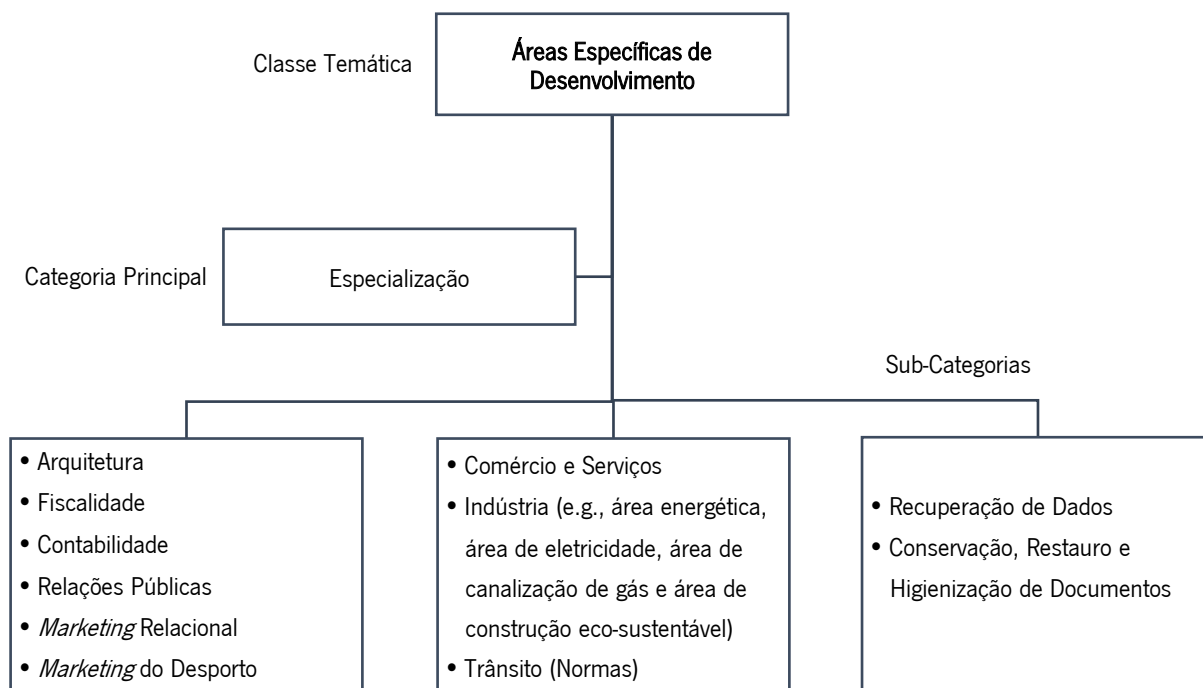 Classe Temática
Áreas Específicas de
Desenvolvimento
Categoria Principal
Especialização
Sub-Categorias
• Arquitetura
• Fiscalidade
• Contabilidade
• Relações Públicas
• Marketing Relacional
• Marketing do Desporto
• Comércio e Serviços
• Indústria (e.g., área energética,
área de eletricidade, área de
canalização de gás e área de
construção eco-sustentável)
• Trânsito (Normas)
• Recuperação de Dados
• Conservação, Restauro e
Higienização de Documentos